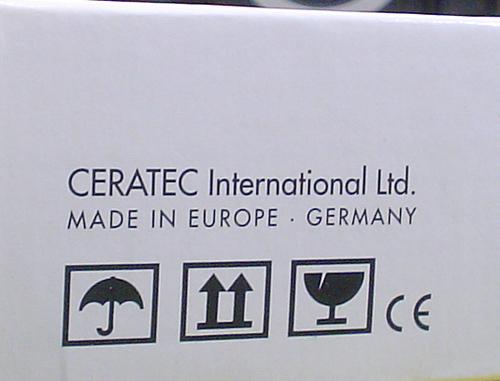 CERATEC International Ltd.
MADE IN EUROPE · GERMANY
CE